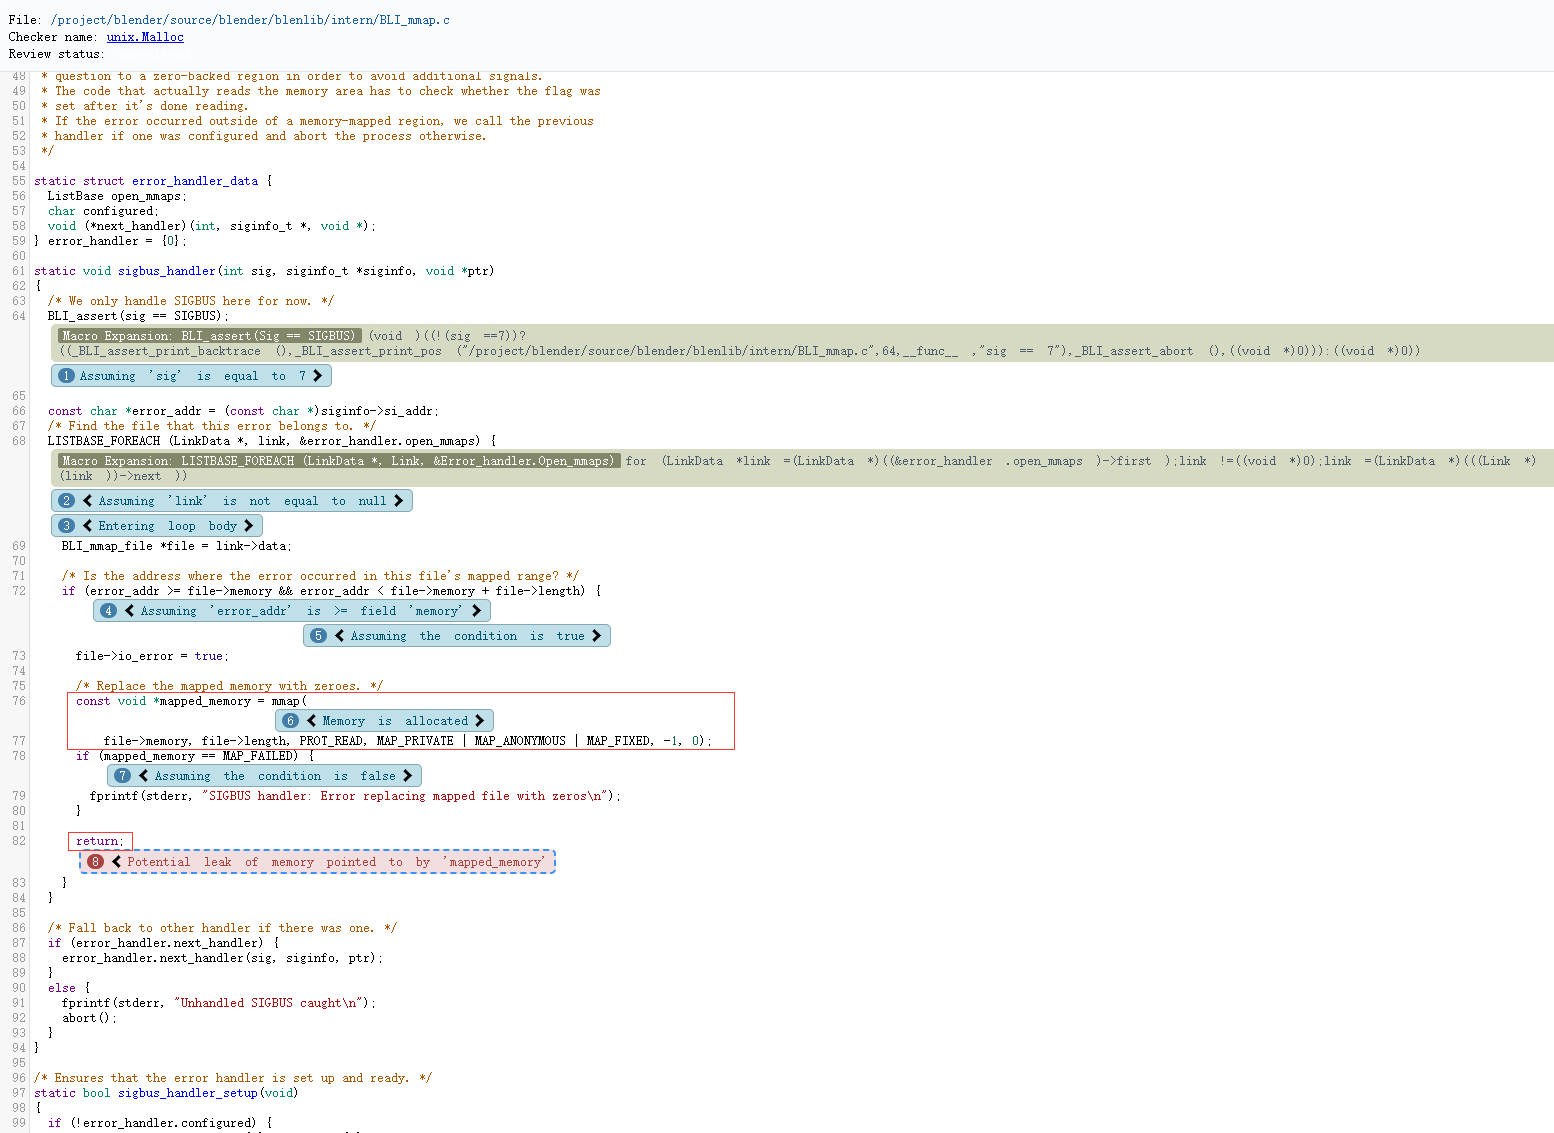 File: /project/blender/source/blender/blenlib/intern/BLI_mmap.c
Checker name: unix.Malloc
Review status:
48 * question to a zero-backed region in order to avoid additional signals.
49 * The code that actually reads the memory area has to check whether the flag was
50 * set after it's done reading.
51 * If the error occurred outside of a memory-mapped region, we call the previous
52 * handler if one was configured and abort the process otherwise.
53 */
54
55 static struct error_handler_data {
56 ListBase open_mmaps;
57 char configured;
58 void (*next_handler)(int, siginfo_t *, void *);
59 } error_handler = {0};
60
61 static void sigbus_handler(int sig, siginfo_t *siginfo, void *ptr)
62 {
63 /* We only handle SIGBUS here for now. */
64 BLI_assert(sig == SIGBUS);
Macro Expansion: BLI_assert(Sig == SIGBUS) (void )((!(sig ==7))?
((_BLI_assert_print_backtrace (),_BLI_assert_print_pos ("/project/blender/source/blender/blenlib/intern/BLI_mmap.c",64,__func__ ,"sig == 7"),_BLI_assert_abort (),((void *)0))):((void *)0))
1 Assuming 'sig' is equal to 7 >
65
66 const char *error_addr = (const char *)siginfo->si_addr;
67 /* Find the file that this error belongs to. */
68 LISTBASE_FOREACH (LinkData *, link, &error_handler.open_mmaps) {
Macro Expansion: LISTBASE_FOREACH (LinkData *, Link, &Error_handler.Open_mmaps) for (LinkData *link =(LinkData *)((&error_handler .open_mmaps )->first );link !=((void *)0);link =(LinkData *)(((Link *)
(link ))->next ))
2 < Assuming 'link' is not equal to null >
3 < Entering loop body >
69 BLI_mmap_file *file = link->data;
70
71 /* Is the address where the error occurred in this file's mapped range? */
72 if (error_addr >= file->memory && error_addr < file->memory + file->length) {
4 < Assuming 'error_addr' is >= field 'memory' >
5 < Assuming the condition is true >
73 file->io_error = true;
74
75 /* Replace the mapped memory with zeroes. */
76 const void *mapped_memory = mmap(
6 < Memory is allocated >
77 file->memory, file->length, PROT_READ, MAP_PRIVATE | MAP_ANONYMOUS | MAP_FIXED, -1, 0);
78 if (mapped_memory == MAP_FAILED) {
7 < Assuming the condition is false >
79 fprintf(stderr, "SIGBUS handler: Error replacing mapped file with zeros\n");
80 }
81
82 return;
8 < Potential leak of memory pointed to by 'mapped_memory'
83 }
84 }
85
86 /* Fall back to other handler if there was one. */
87 if (error_handler.next_handler) {
88 error_handler.next_handler(sig, siginfo, ptr);
89 }
90 else {
91 fprintf(stderr, "Unhandled SIGBUS caught\n");
92 abort();
93 }
94 }
95
96 /* Ensures that the error handler is set up and ready. */
97 static bool sigbus_handler_setup(void)
98 {
99 if (!error_handler.configured) {